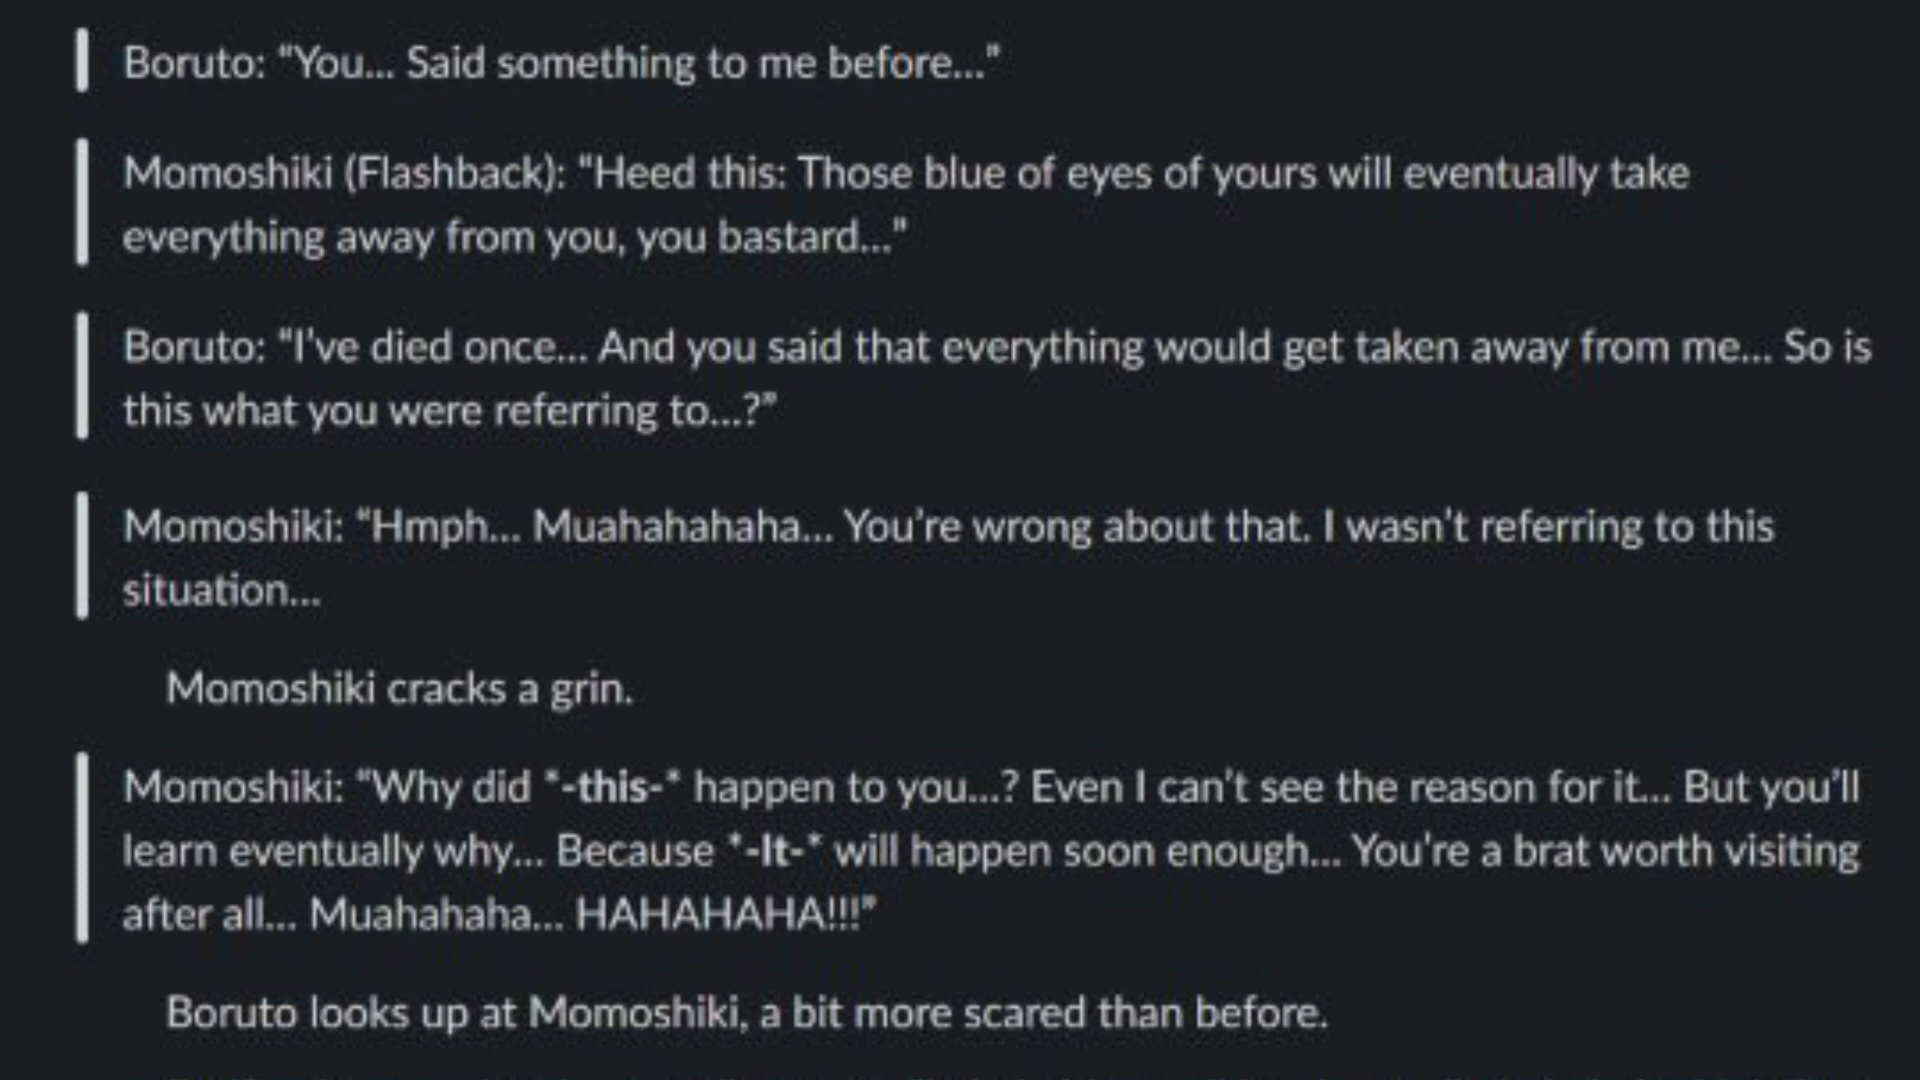 Boruto: “You... Said something to me before...”
Momoshiki (Flashback): “Heed this: Those blue of eyes of yours will eventually take
everything away from you, you bastard...”
Boruto: “I’ve died once... And you said that everything would get taken away from me... So is
this what you were referring to...?”
Momoshiki: “Hmph... Muahahahaha... You’re wrong about that. I wasn’t referring to this
situation...
Momoshiki cracks a grin.
Momoshiki: “Why did *-this-* happen to you...? Even I can’t see the reason for it... But you’ll
learn eventually why... Because *-It-* will happen soon enough... You’re a brat worth visiting
after all... Muahahaha... HAHAHAHA!!!”
Boruto looks up at Momoshiki, a bit more scared than before.